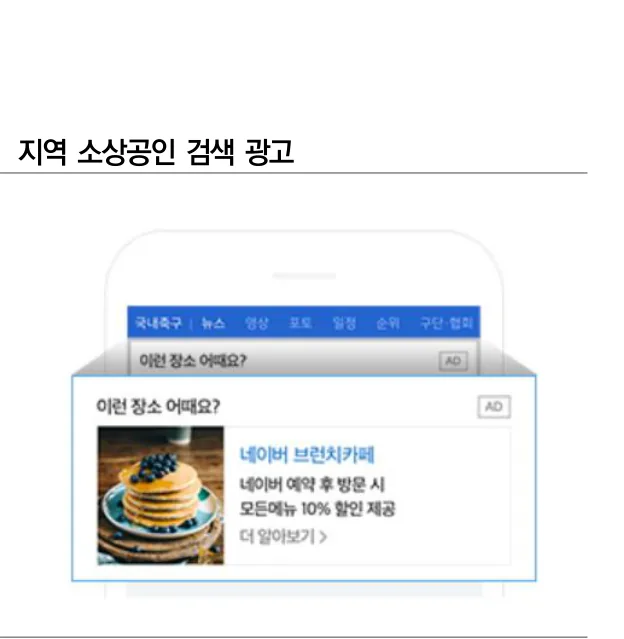 지역 소상공인 검색 광고
국내축구 | 뉴스 영상 포토 일정 순위 구단·협회
이런 장소 어때요? AD
이런 장소 어때요? AD
네이버 브런치카페
네이버 예약 후 방문 시
모든메뉴 10% 할인 제공
더 알아보기 >